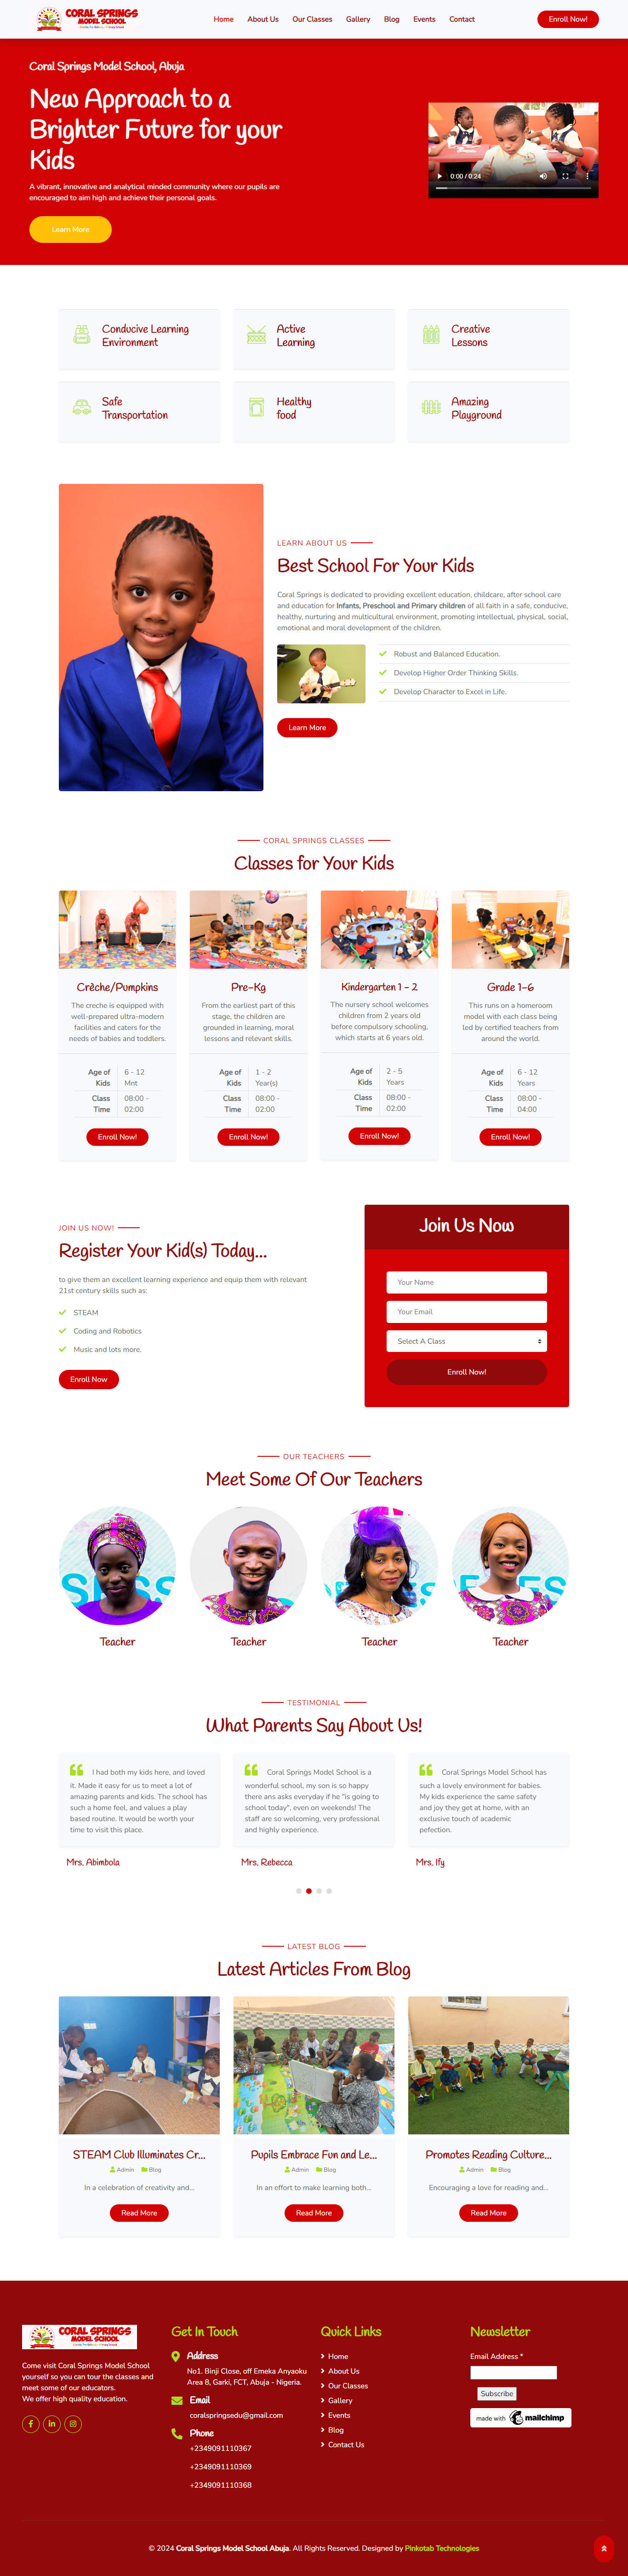 CORAL SPRINGS
MODEL SCHOOL
Home About Us Our Classes Gallery Blog Events Contact
Enroll Now!
Coral Springs Model School, Abuja
New Approach to a
Brighter Future for your
Kids
A vibrant, innovative and analytical minded community where our pupils are
encouraged to aim high and achieve their personal goals.
Learn More
0:00 / 0:24
Conducive Learning
Environment
Active
Learning
Creative
Lessons
Safe
Transportation
Healthy
food
Amazing
Playground
LEARN ABOUT US
Best School For Your Kids
Coral Springs is dedicated to providing excellent education, childcare, after school care
and education for Infants, Preschool and Primary children of all faith in a safe, conducive,
healthy, nurturing and multicultural environment, promoting intellectual, physical, social,
emotional and moral development of the children.
Robust and Balanced Education.
Develop Higher Order Thinking Skills.
Develop Character to Excel in Life.
Learn More
CORAL SPRINGS CLASSES
Classes for Your Kids
Crèche/Pumpkins
The creche is equipped with
well-prepared ultra-modern
facilities and caters for the
needs of babies and toddlers.
Age of Kids 6 - 12 Mnt
Class Time 08:00 - 02:00
Enroll Now!
Pre-Kg
From the earliest part of this
stage, the children are
grounded in learning, moral
lessons and relevant skills.
Age of Kids 1 - 2 Year(s)
Class Time 08:00 - 02:00
Enroll Now!
Kindergarten 1 - 2
The nursery school welcomes
children from 2 years old
before compulsory schooling,
which starts at 6 years old.
Age of Kids 2 - 5 Years
Class Time 08:00 - 02:00
Enroll Now!
Grade 1-6
This runs on a homeroom
model with each class being
led by certified teachers from
around the world.
Age of Kids 6 - 12 Years
Class Time 08:00 - 04:00
Enroll Now!
JOIN US NOW!
Register Your Kid(s) Today...
to give them an excellent learning experience and equip them with relevant
21st century skills such as:
STEAM
Coding and Robotics
Music and lots more.
Enroll Now
Join Us Now
Your Name
Your Email
Select A Class
Enroll Now!
OUR TEACHERS
Meet Some Of Our Teachers
Teacher
Teacher
Teacher
Teacher
TESTIMONIAL
What Parents Say About Us!
I had both my kids here, and loved
it. Made it easy for us to meet a lot of
amazing parents and kids. The school has
such a home feel, and values a play
based routine. It would be worth your
time to visit this place.
Mrs. Abimbola
Coral Springs Model School is a
wonderful school, my son is so happy
there ans asks everyday if he "is going to
school today", even on weekends! The
staff are so welcoming, very professional
and highly experience.
Mrs. Rebecca
Coral Springs Model School has
such a lovely environment for babies.
My kids experience the same safety
and joy they get at home, with an
exclusive touch of academic
pefection.
Mrs. Ify
LATEST BLOG
Latest Articles From Blog
STEAM Club Illuminates Cr...
Admin Blog
In a celebration of creativity and...
Read More
Pupils Embrace Fun and Le...
Admin Blog
In an effort to make learning both...
Read More
Promotes Reading Culture...
Admin Blog
Encouraging a love for reading and...
Read More
CORAL SPRINGS
MODEL SCHOOL
Come visit Coral Springs Model School
yourself so you can tour the classes and
meet some of our educators.
We offer high quality education.
Get In Touch
Address
No1. Binji Close, off Emeka Anyaoku
Area 8, Garki, FCT, Abuja - Nigeria.
Email
coralspringsedu@gmail.com
Phone
+2349091110367
+2349091110369
+2349091110368
Quick Links
Home
About Us
Our Classes
Gallery
Events
Blog
Contact Us
Newsletter
Email Address *
Subscribe
made with mailchimp
© 2024 Coral Springs Model School Abuja. All Rights Reserved. Designed by Pinkotab Technologies